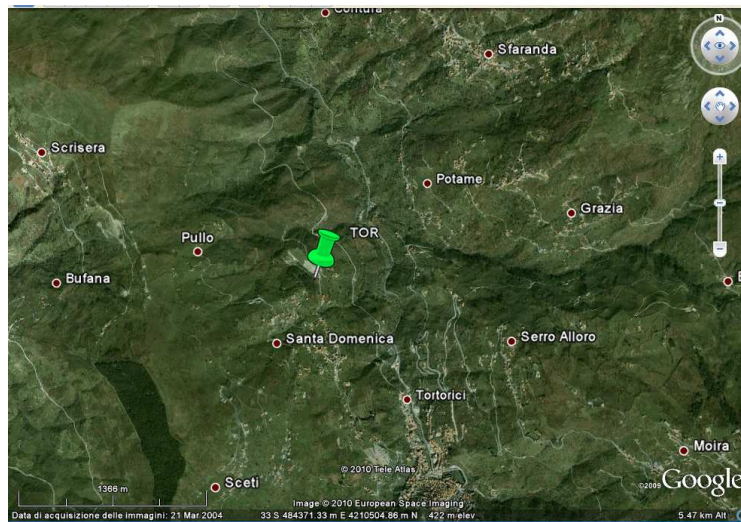 Contura
Sfaranda
N
Scrisera
Potame
Grazia
TOR
Pullo
Bufana
Santa Domenica
Serro Alloro
Tortorici
Moira
Sceti
© 2010 Tele Atlas
1366 m
©2009 Google
Image © 2010 European Space Imaging
Data di acquisizione delle immagini: 21 Mar 2004 33 S 484371.33 m E 4210504.86 m N 422 m elev 5.47 km Alt